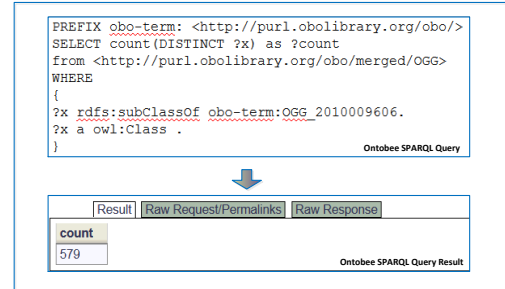 PREFIX obo-term: <http://purl.obolibrary.org/obo/>
SELECT count(DISTINCT ?x) as ?count
from <http://purl.obolibrary.org/obo/merged/OGG>
WHERE
{
?x rdfs:subClassOf obo-term:OGG_2010009606.
?x a owl:Class .
}
Ontobee SPARQL Query
Result Raw Request/Permalinks Raw Response
count
579
Ontobee SPARQL Query Result